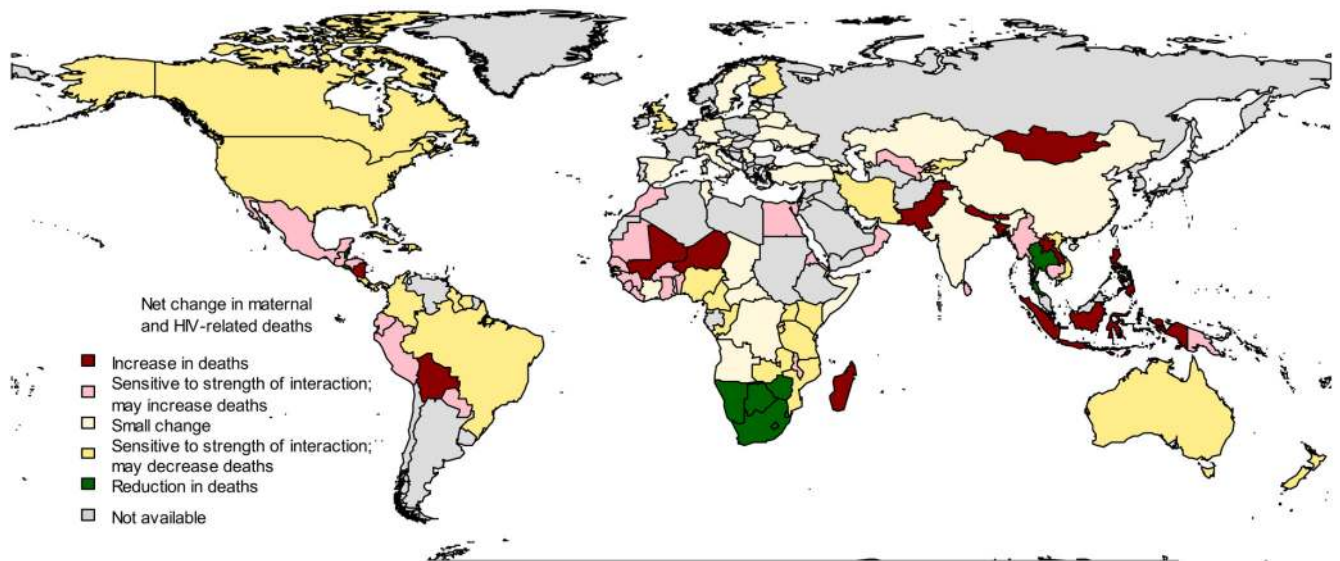 Net change in maternal
and HIV-related deaths
Increase in deaths
Sensitive to strength of interaction;
may increase deaths
Small change
Sensitive to strength of interaction;
may decrease deaths
Reduction in deaths
Not available